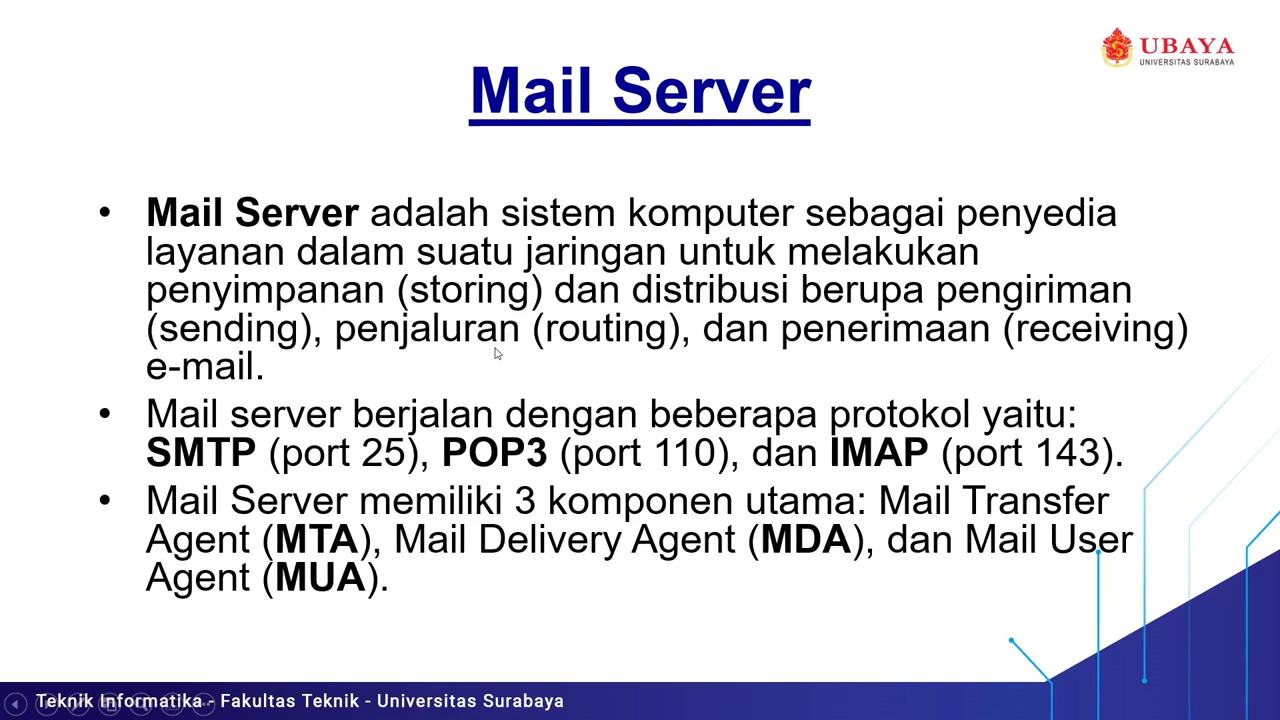 UBAYA
UNIVERSITAS SURABAYA
Mail Server
• Mail Server adalah sistem komputer sebagai penyedia
layanan dalam suatu jaringan untuk melakukan
penyimpanan (storing) dan distribusi berupa pengiriman
(sending), penjaluran (routing), dan penerimaan (receiving)
e-mail.
• Mail server berjalan dengan beberapa protokol yaitu:
SMTP (port 25), POP3 (port 110), dan IMAP (port 143).
• Mail Server memiliki 3 komponen utama: Mail Transfer
Agent (MTA), Mail Delivery Agent (MDA), dan Mail User
Agent (MUA).
Teknik Informatika - Fakultas Teknik - Universitas Surabaya